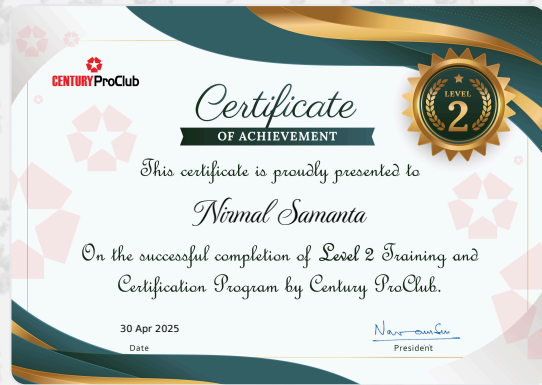 CENTURY ProClub
Certificate
OF ACHIEVEMENT
LEVEL
2
This certificate is proudly presented to
Nirmal Samanta
On the successful completion of Level 2 Training and
Certification Program by Century ProClub.
30 Apr 2025
Date
President